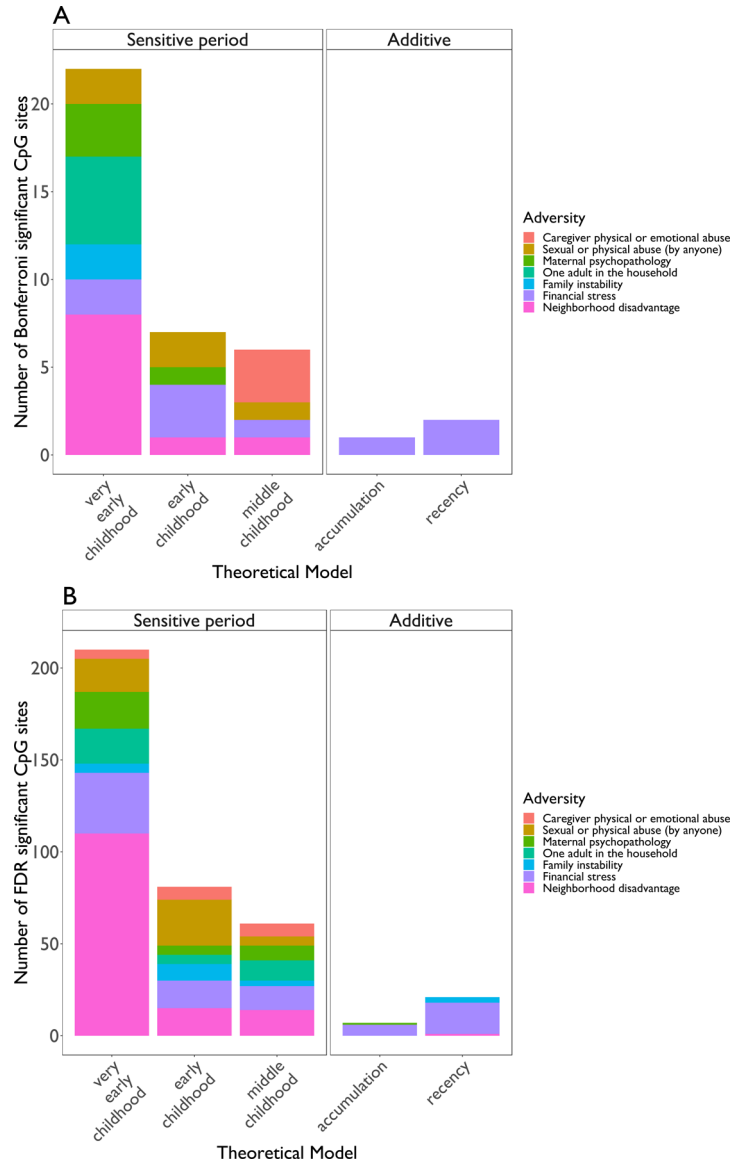 A
Sensitive period
Additive
Number of Bonferroni significant CpG sites
20
15
10
5
0
very
early
childhood
early
childhood
middle
childhood
accumulation
recency
Theoretical Model
Adversity
Caregiver physical or emotional abuse
Sexual or physical abuse (by anyone)
Maternal psychopathology
One adult in the household
Family instability
Financial stress
Neighborhood disadvantage
B
Sensitive period
Additive
Number of FDR significant CpG sites
200
150
100
50
0
very
early
childhood
early
childhood
middle
childhood
accumulation
recency
Theoretical Model
Adversity
Caregiver physical or emotional abuse
Sexual or physical abuse (by anyone)
Maternal psychopathology
One adult in the household
Family instability
Financial stress
Neighborhood disadvantage